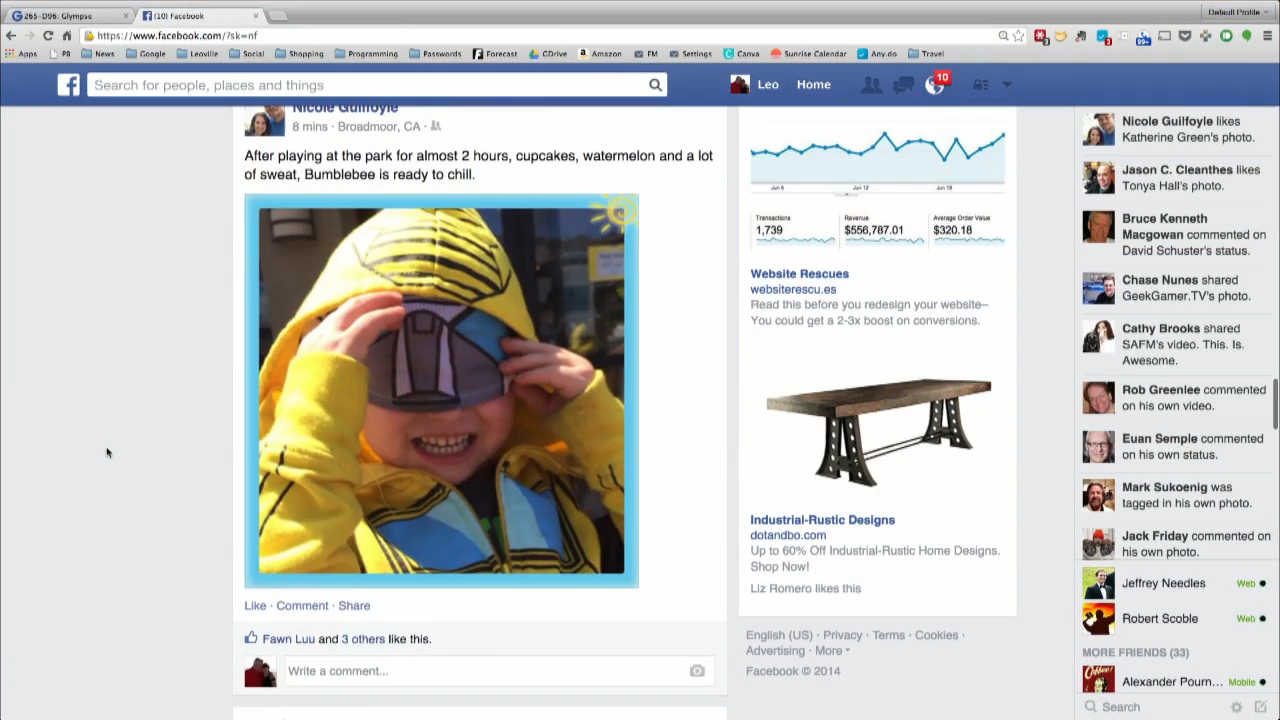 265-D96: Glympse
(10) Facebook
Default Profile
https://www.facebook.com/?sk=nf
Apps PB News Google Leoville Social Shopping Programming Passwords Forecast GDrive Amazon FM Settings Canva Sunrise Calendar Any.do Travel
Search for people, places and things
Leo Home 10
Nicole Guilfoyle
8 mins · Broadmoor, CA ·
After playing at the park for almost 2 hours, cupcakes, watermelon and a lot
of sweat, Bumblebee is ready to chill.
Like · Comment · Share
Fawn Luu and 3 others like this.
Write a comment...
Jun 8 Jun 12 Jun 18
Transactions Revenue Average Order Value
1,739 $556,787.01 $320.18
Website Rescues
websiterescu.es
Read this before you redesign your website–
You could get a 2-3x boost on conversions.
Industrial-Rustic Designs
dotandbo.com
Up to 60% Off Industrial-Rustic Home Designs.
Shop Now!
Liz Romero likes this
English (US) · Privacy · Terms · Cookies ·
Advertising · More
Facebook © 2014
Nicole Guilfoyle likes
Katherine Green's photo.
Jason C. Cleanthes likes
Tonya Hall's photo.
Bruce Kenneth
Macgowan commented on
David Schuster's status.
Chase Nunes shared
GeekGamer.TV's photo.
Cathy Brooks shared
SAFM's video. This. Is.
Awesome.
Rob Greenlee commented
on his own video.
Euan Semple commented
on his own status.
Mark Sukoenig was
tagged in his own photo.
Jack Friday commented on
his own photo.
Jeffrey Needles Web
Robert Scoble Web
MORE FRIENDS (33)
Alexander Pourn... Mobile
Search